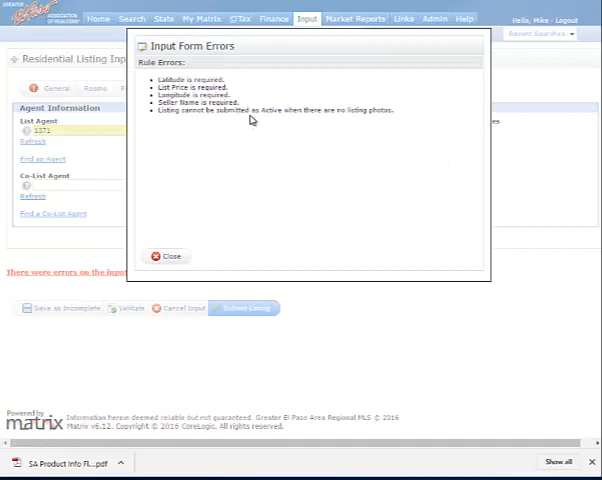 GREATER
ASSOCIATION
OF REALTORS®
Home Search Stats My Matrix Tax Finance Input Market Reports Links Admin Help
Hello, Mike - Logout
Recent Searches
Residential Listing Input
Input Form Errors
Rule Errors:
General Rooms
Latitude is required.
List Price is required.
Longitude is required.
Seller Name is required.
Listing cannot be submitted as Active when there are no listing photos.
Agent Information
List Agent
1371
Refresh
Find an Agent
Co-List Agent
Refresh
Find a Co-List Agent
Close
There were errors on the input
Save as Incomplete Validate Cancel Input Submit Listing
Powered by
matrix
Information herein deemed reliable but not guaranteed. Greater El Paso Area Regional MLS © 2016
Matrix v6.12. Copyright © 2016 CoreLogic. All rights reserved.
SA Product Info Fl....pdf
Show all